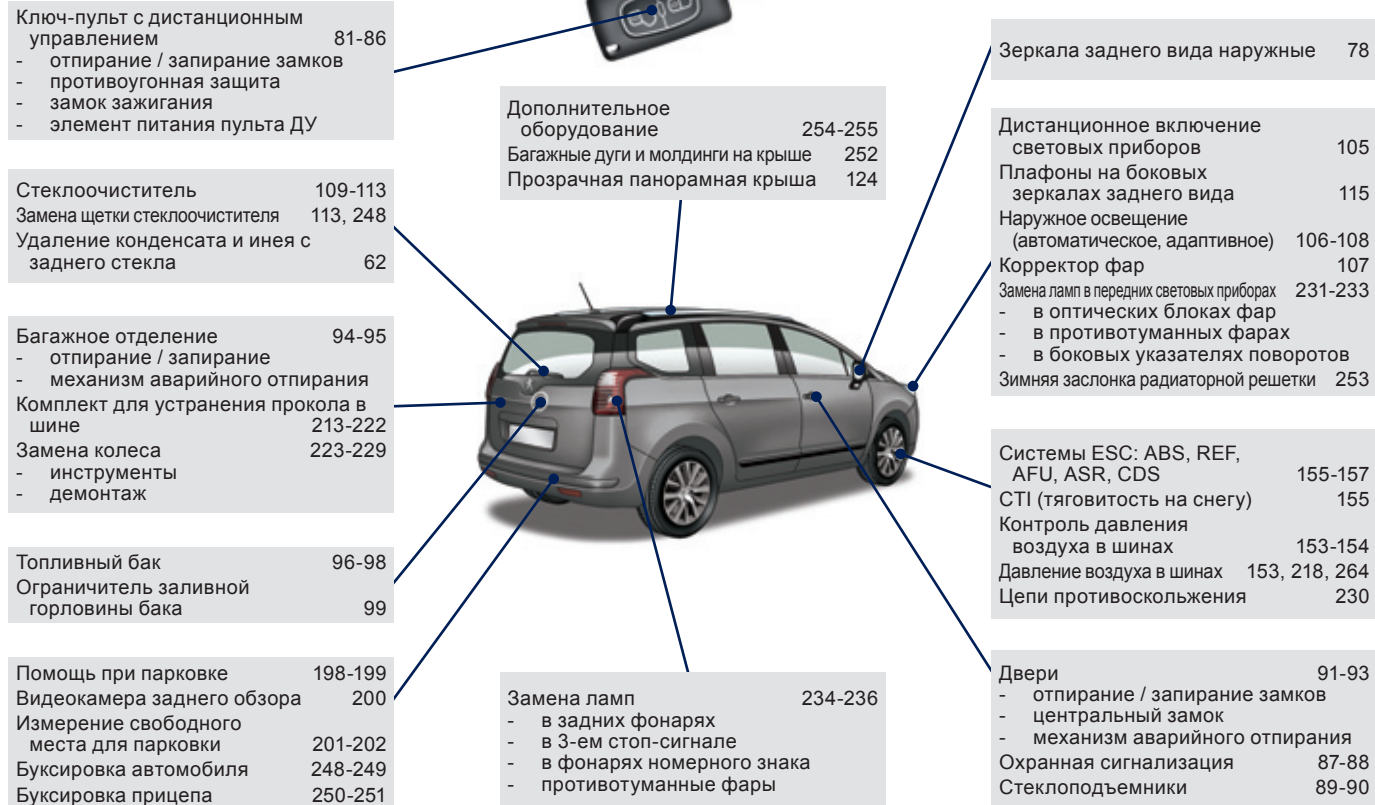 Ключ-пульт с дистанционным
управлением 81-86
- отпирание / запирание замков
- противоугонная защита
- замок зажигания
- элемент питания пульта ДУ
Стеклоочиститель 109-113
Замена щетки стеклоочистителя 113, 248
Удаление конденсата и инея с
заднего стекла 62
Багажное отделение 94-95
- отпирание / запирание
- механизм аварийного отпирания
Комплект для устранения прокола в
шине 213-222
Замена колеса 223-229
- инструменты
- демонтаж
Топливный бак 96-98
Ограничитель заливной
горловины бака 99
Помощь при парковке 198-199
Видеокамера заднего обзора 200
Измерение свободного
места для парковки 201-202
Буксировка автомобиля 248-249
Буксировка прицепа 250-251
Дополнительное
оборудование 254-255
Багажные дуги и молдинги на крыше 252
Прозрачная панорамная крыша 124
Замена ламп 234-236
- в задних фонарях
- в 3-ем стоп-сигнале
- в фонарях номерного знака
- противотуманные фары
Зеркала заднего вида наружные 78
Дистанционное включение
световых приборов 105
Плафоны на боковых
зеркалах заднего вида 115
Наружное освещение
(автоматическое, адаптивное) 106-108
Корректор фар 107
Замена ламп в передних световых приборах 231-233
- в оптических блоках фар
- в противотуманных фарах
- в боковых указателях поворотов
Зимняя заслонка радиаторной решетки 253
Системы ESC: ABS, REF,
AFU, ASR, CDS 155-157
CTI (тяговитость на снегу) 155
Контроль давления
воздуха в шинах 153-154
Давление воздуха в шинах 153, 218, 264
Цепи противоскольжения 230
Двери 91-93
- отпирание / запирание замков
- центральный замок
- механизм аварийного отпирания
Охранная сигнализация 87-88
Стеклоподъемники 89-90